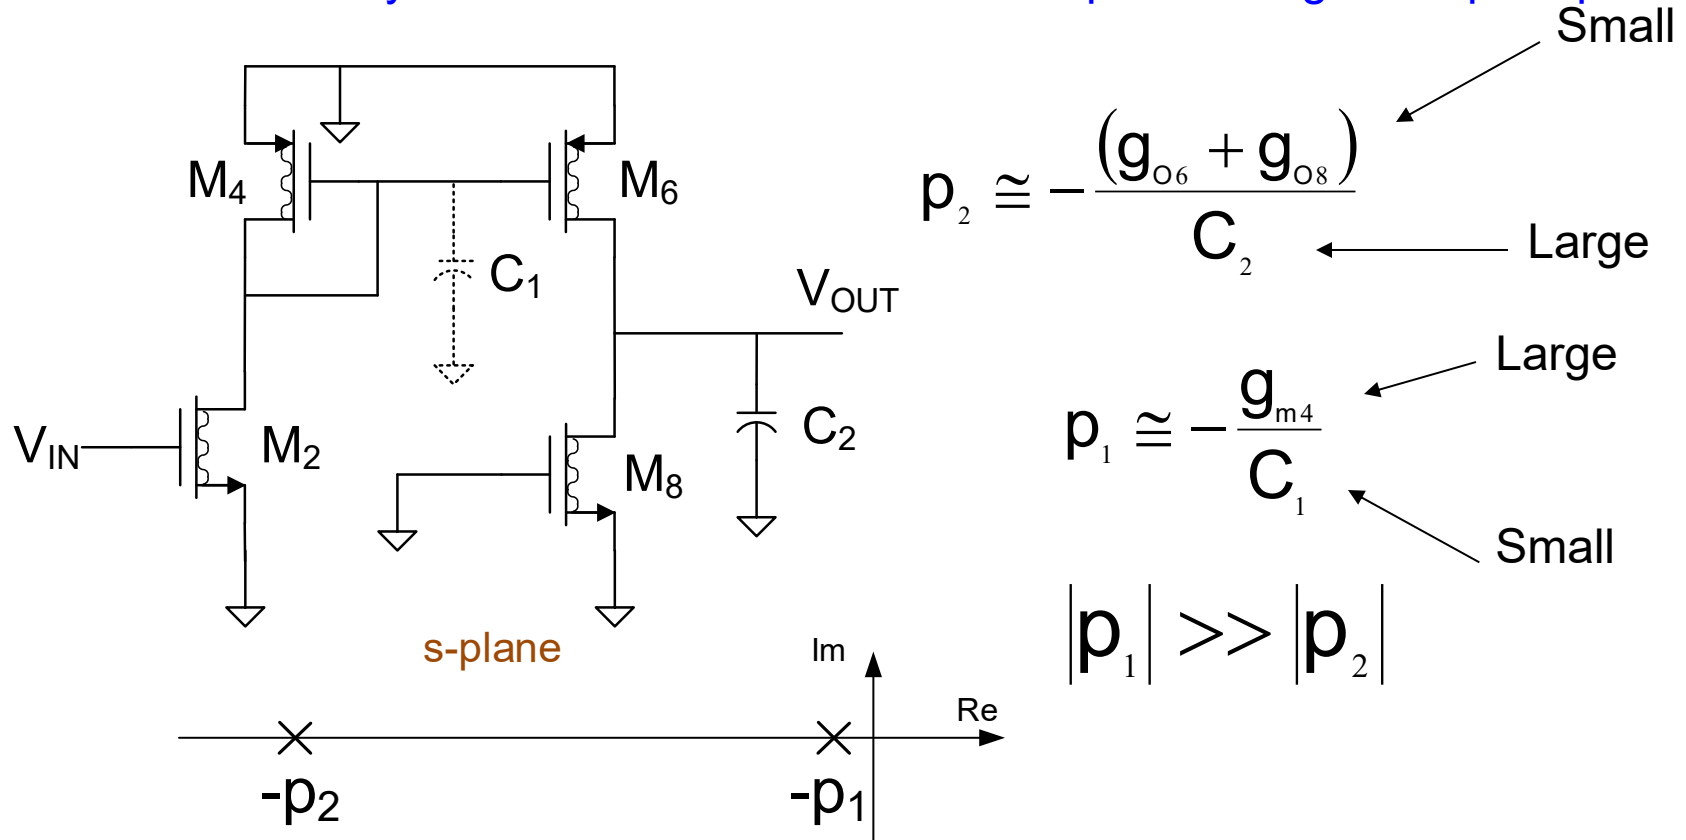 Small
M4
M6
p2 ≅ − (go6 + go8) / C2
Large
C1
VOUT
Large
p1 ≅ − gm4 / C1
C2
VIN
M2
M8
Small
|p1| >> |p2|
s-plane
Im
Re
-p2
-p1